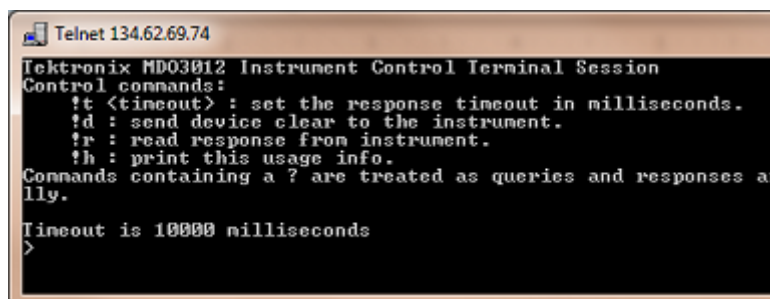 Telnet 134.62.69.74
Tektronix MDO3012 Instrument Control Terminal Session
Control commands:
!t <timeout> : set the response timeout in milliseconds.
!d : send device clear to the instrument.
!r : read response from instrument.
!h : print this usage info.
Commands containing a ? are treated as queries and responses a
lly.
Timeout is 10000 milliseconds
>